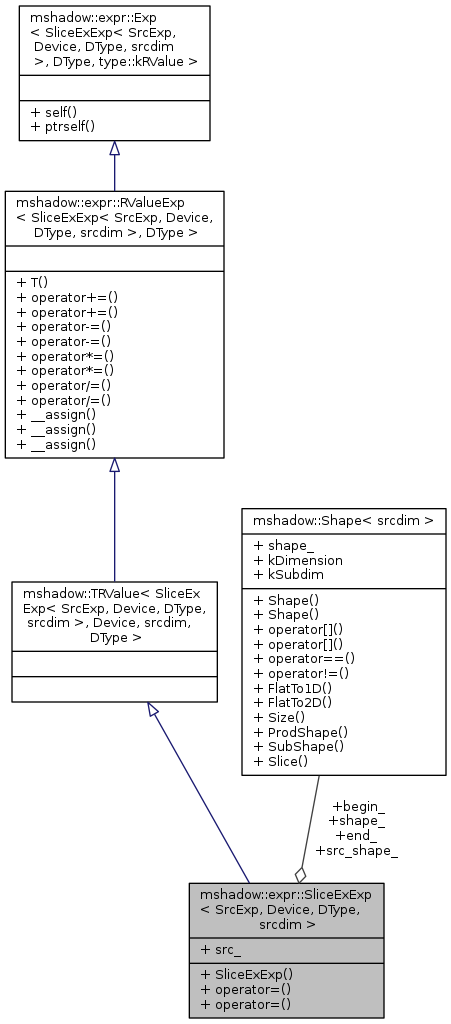 mshadow::expr::Exp
< SliceExExp< SrcExp,
Device, DType, srcdim
>, DType, type::kRValue >
+ self()
+ ptrself()
mshadow::expr::RValueExp
< SliceExExp< SrcExp, Device,
DType, srcdim >, DType >
+ T()
+ operator+=()
+ operator+=()
+ operator-=()
+ operator-=()
+ operator*=()
+ operator*=()
+ operator/=()
+ operator/=()
+ __assign()
+ __assign()
+ __assign()
mshadow::TRValue< SliceEx
Exp< SrcExp, Device, DType,
srcdim >, Device, srcdim,
DType >
mshadow::Shape< srcdim >
+ shape_
+ kDimension
+ kSubdim
+ Shape()
+ Shape()
+ operator[]()
+ operator[]()
+ operator==()
+ operator!=()
+ FlatTo1D()
+ FlatTo2D()
+ Size()
+ ProdShape()
+ SubShape()
+ Slice()
+begin_
+shape_
+end_
+src_shape_
mshadow::expr::SliceExExp
< SrcExp, Device, DType,
srcdim >
+ src_
+ SliceExExp()
+ operator=()
+ operator=()